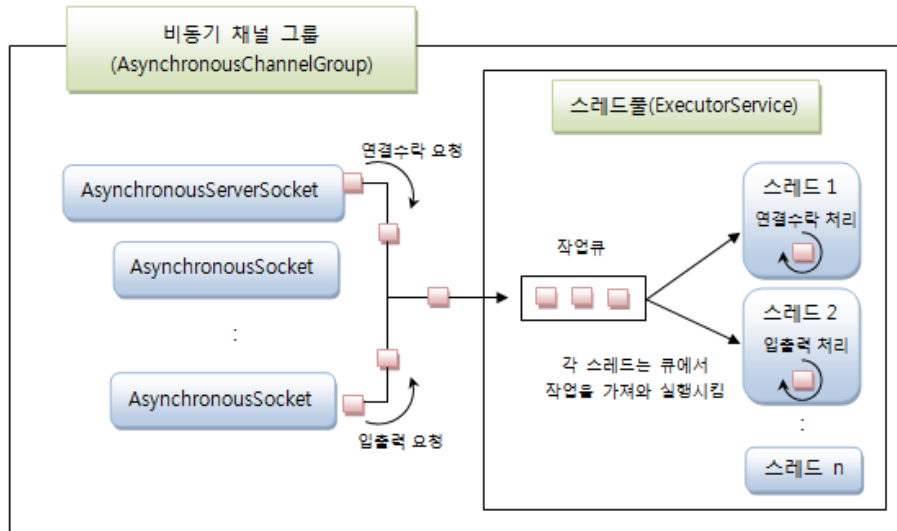 비동기 채널 그룹
(AsynchronousChannelGroup)
스레드풀(ExecutorService)
연결수락 요청
AsynchronousServerSocket
AsynchronousSocket
:
AsynchronousSocket
입출력 요청
작업큐
각 스레드는 큐에서
작업을 가져와 실행시킴
스레드 1
연결수락 처리
스레드 2
입출력 처리
:
스레드 n